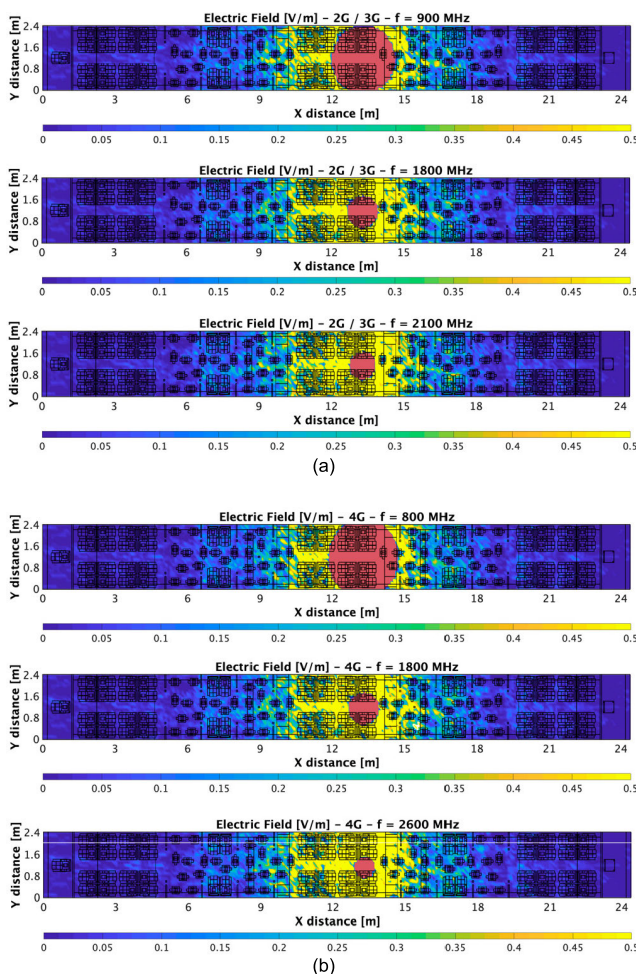 Electric Field [V/m] – 2G / 3G – f = 900 MHz
Y distance [m]
2.4
1.6
0.8
0
0 3 6 9 12 15 18 21 24
X distance [m]
0 0.05 0.1 0.15 0.2 0.25 0.3 0.35 0.4 0.45 0.5
Electric Field [V/m] – 2G / 3G – f = 1800 MHz
Y distance [m]
2.4
1.6
0.8
0
0 3 6 9 12 15 18 21 24
X distance [m]
0 0.05 0.1 0.15 0.2 0.25 0.3 0.35 0.4 0.45 0.5
Electric Field [V/m] – 2G / 3G – f = 2100 MHz
Y distance [m]
2.4
1.6
0.8
0
0 3 6 9 12 15 18 21 24
X distance [m]
0 0.05 0.1 0.15 0.2 0.25 0.3 0.35 0.4 0.45 0.5
(a)
Electric Field [V/m] – 4G – f = 800 MHz
Y distance [m]
2.4
1.6
0.8
0
0 3 6 9 12 15 18 21 24
X distance [m]
0 0.05 0.1 0.15 0.2 0.25 0.3 0.35 0.4 0.45 0.5
Electric Field [V/m] – 4G – f = 1800 MHz
Y distance [m]
2.4
1.6
0.8
0
0 3 6 9 12 15 18 21 24
X distance [m]
0 0.05 0.1 0.15 0.2 0.25 0.3 0.35 0.4 0.45 0.5
Electric Field [V/m] – 4G – f = 2600 MHz
Y distance [m]
2.4
1.6
0.8
0
0 3 6 9 12 15 18 21 24
X distance [m]
0 0.05 0.1 0.15 0.2 0.25 0.3 0.35 0.4 0.45 0.5
(b)